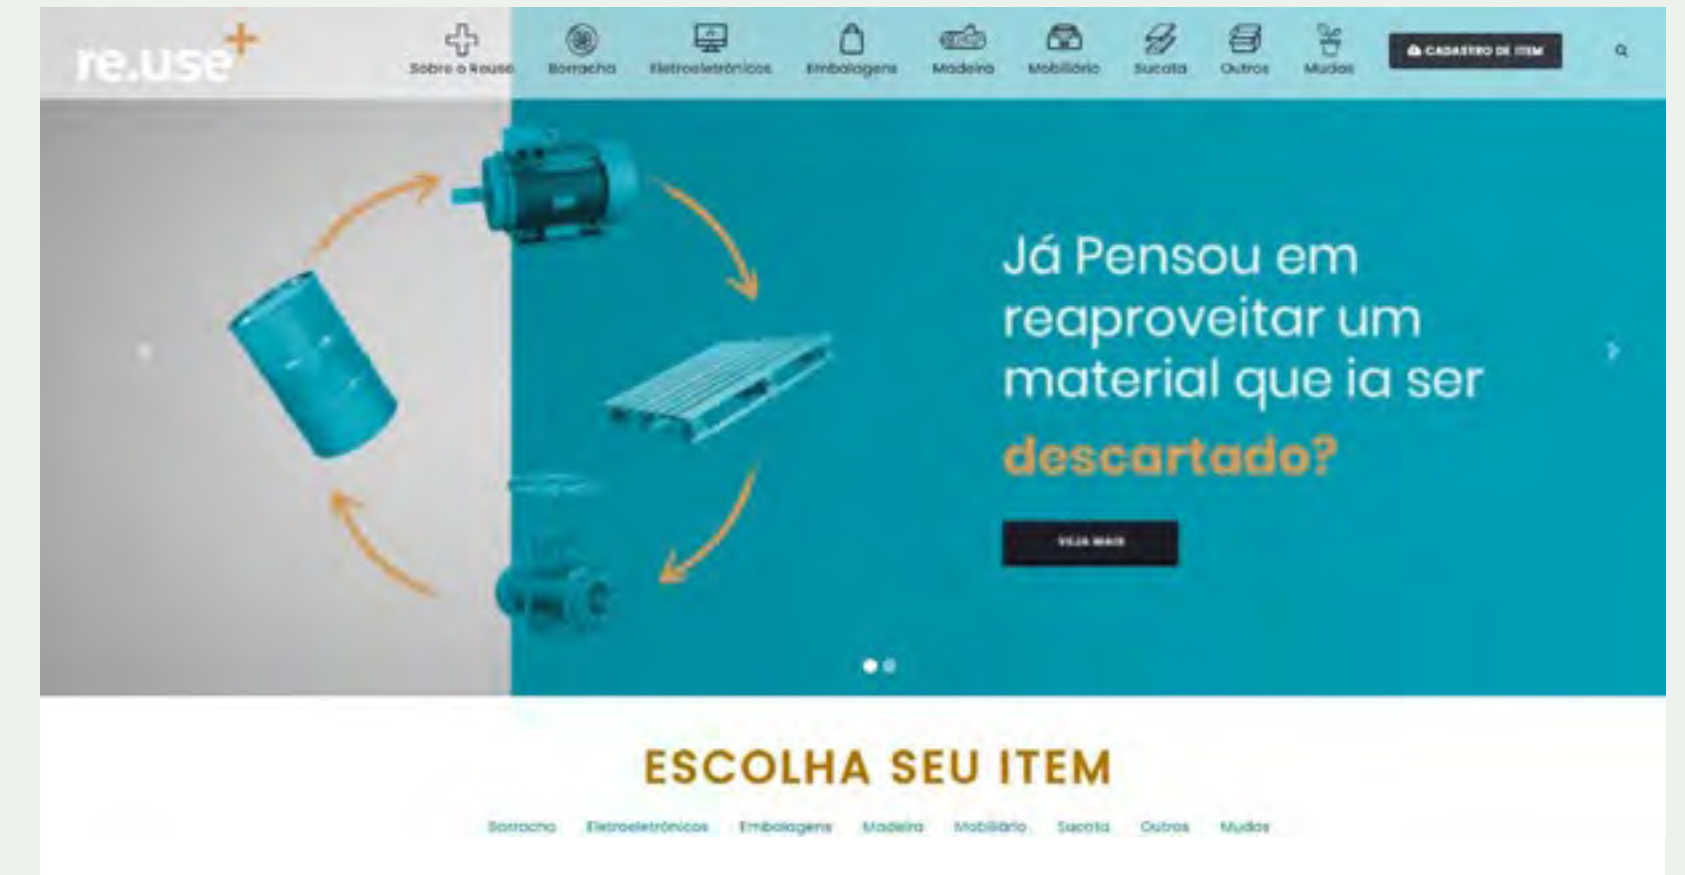 re.use+
Sobre o Reuse
Borracha
Eletroeletrônicos
Embalagens
Madeira
Mobiliário
Sucata
Outros
Mudas
CADASTRO DE ITEM
Já Pensou em
reaproveitar um
material que ia ser
descartado?
VEJA MAIS
ESCOLHA SEU ITEM
Borracha Eletroeletrônicos Embalagens Madeira Mobiliário Sucata Outros Mudas